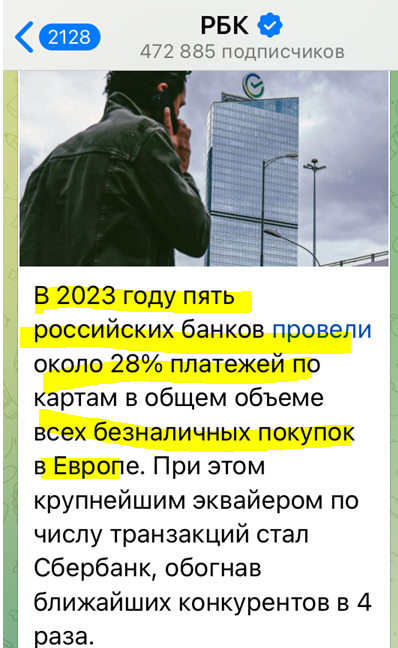 2128
РБК
472 885 подписчиков
В 2023 году пять
российских банков провели
около 28% платежей по
картам в общем объеме
всех безналичных покупок
в Европе. При этом
крупнейшим эквайером по
числу транзакций стал
Сбербанк, обогнав
ближайших конкурентов в 4
раза.